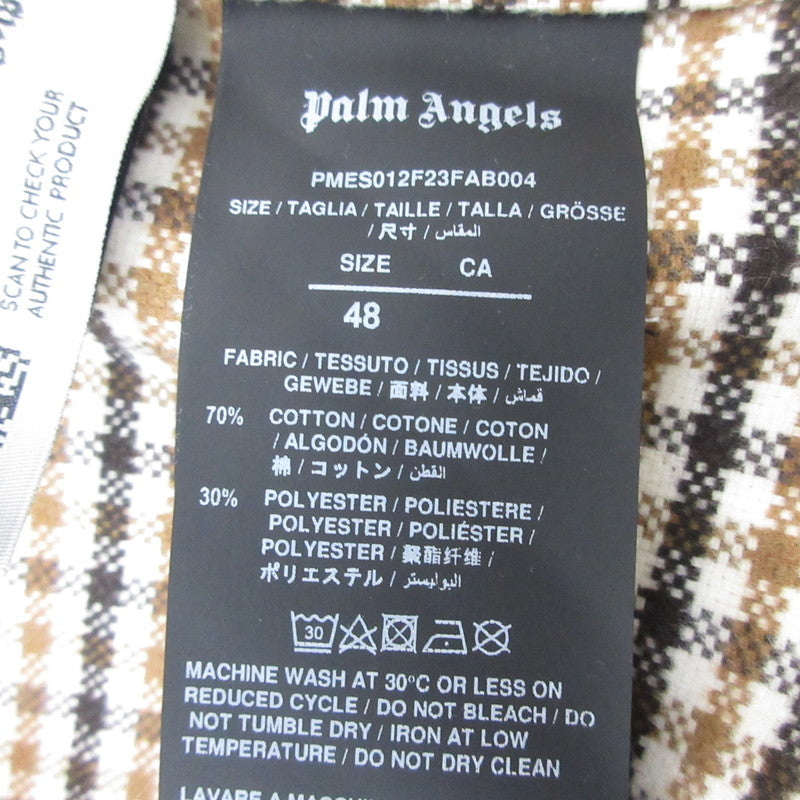 SCAN TO CHECK YOUR
AUTHENTIC PRODUCT
Palm Angels
PMES012F23FAB004
SIZE / TAGLIA / TAILLE / TALLA / GRÖSSE
/ 尺寸 / المقاس
SIZE CA
48
FABRIC / TESSUTO / TISSUS / TEJIDO /
GEWEBE / 面料 / 本体 / قماش
70% COTTON / COTONE / COTON
/ ALGODÓN / BAUMWOLLE /
棉 / コットン / القطن
30% POLYESTER / POLIESTERE /
POLYESTER / POLIÉSTER /
POLYESTER / 聚酯纤维 /
ポリエステル / البوليستر
30
MACHINE WASH AT 30°C OR LESS ON
REDUCED CYCLE / DO NOT BLEACH / DO
NOT TUMBLE DRY / IRON AT LOW
TEMPERATURE / DO NOT DRY CLEAN
LAVARE A